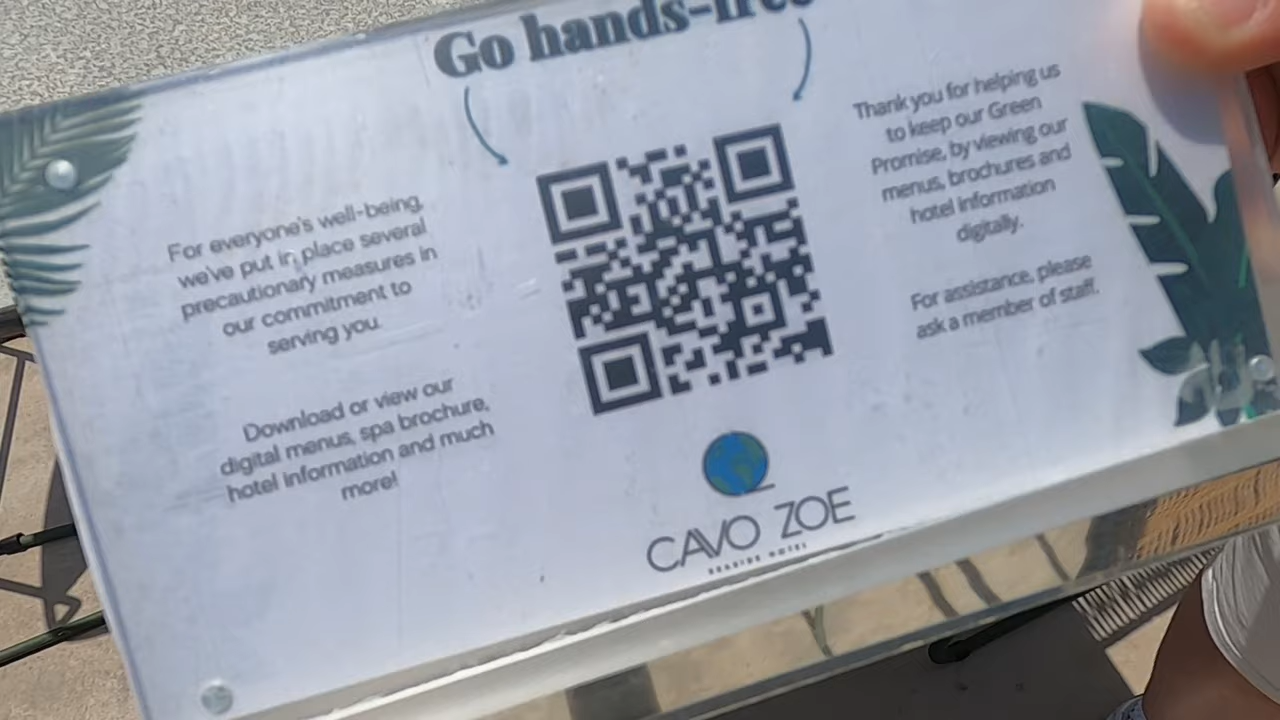 Go hands-free
For everyone's well-being,
we've put in place several
precautionary measures in
our commitment to
serving you.
Download or view our
digital menus, spa brochure,
hotel information and much
more!
Thank you for helping us
to keep our Green
Promise, by viewing our
menus, brochures and
hotel information
digitally.
For assistance, please
ask a member of staff.
CAVO ZOE
SEASIDE HOTEL